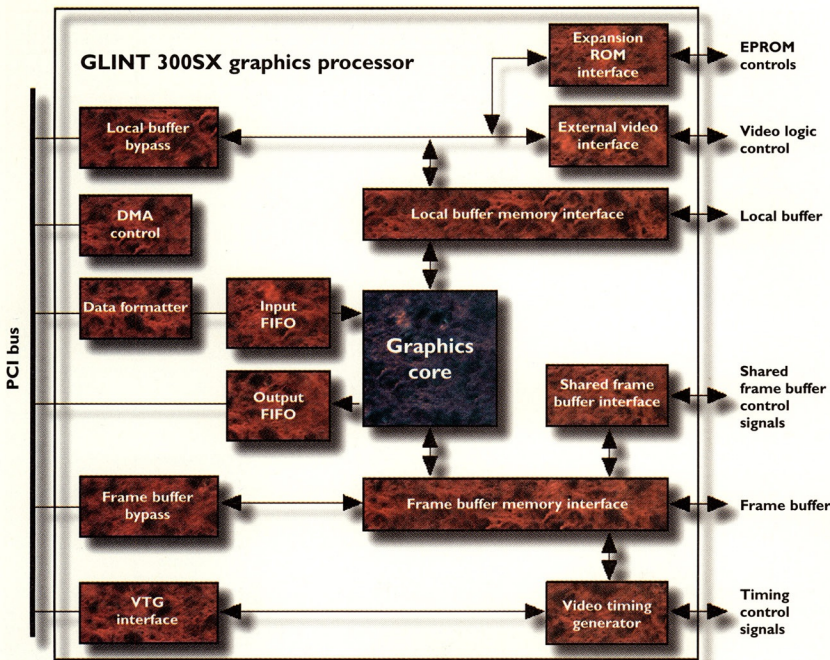 GLINT 300SX graphics processor
Expansion
ROM
interface
EPROM
controls
Local buffer
bypass
External video
interface
Video logic
control
DMA
control
Local buffer memory interface
Local buffer
Data formatter
Input
FIFO
Graphics
core
PCI bus
Output
FIFO
Shared frame
buffer interface
Shared
frame buffer
control
signals
Frame buffer
bypass
Frame buffer memory interface
Frame buffer
VTG
interface
Video timing
generator
Timing
control
signals